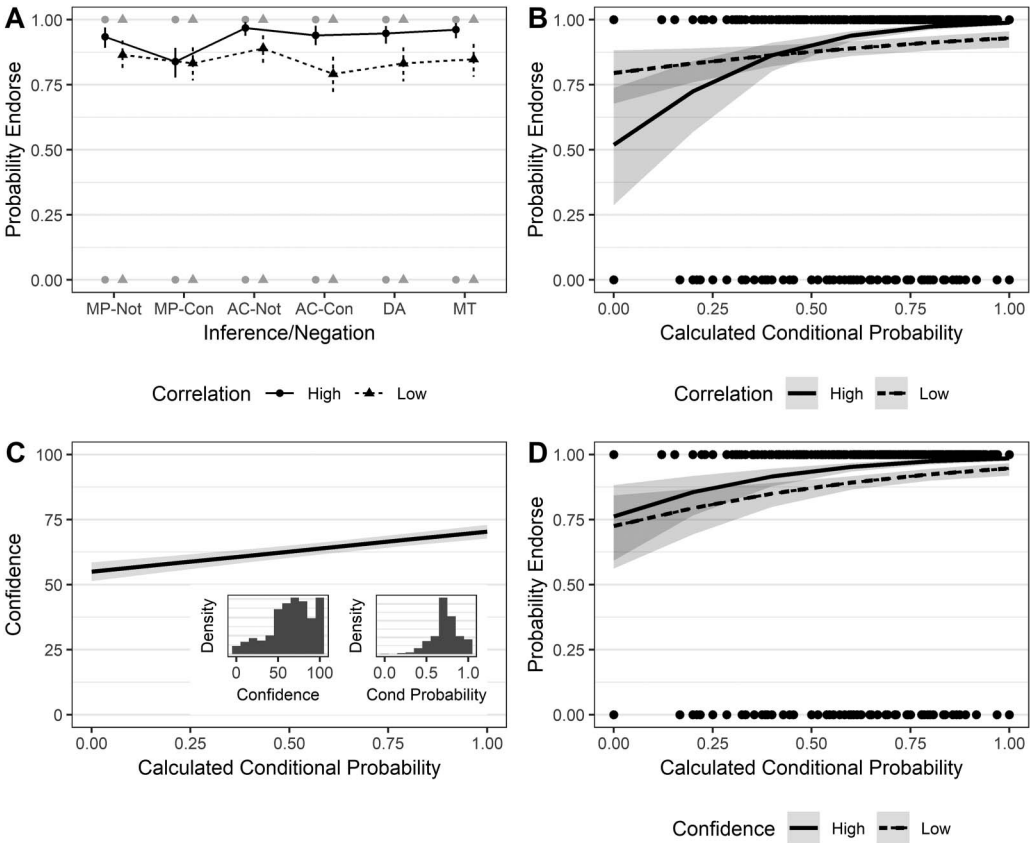 A
Probability Endorse
1.00
0.75
0.50
0.25
0.00
MP-Not MP-Con AC-Not AC-Con DA MT
Inference/Negation
Correlation High Low
B
Probability Endorse
1.00
0.75
0.50
0.25
0.00
0.00 0.25 0.50 0.75 1.00
Calculated Conditional Probability
Correlation High Low
C
Confidence
100
75
50
25
0
Density
0 50 100
Confidence
Density
0.0 0.5 1.0
Cond Probability
0.00 0.25 0.50 0.75 1.00
Calculated Conditional Probability
D
Probability Endorse
1.00
0.75
0.50
0.25
0.00
0.00 0.25 0.50 0.75 1.00
Calculated Conditional Probability
Confidence High Low